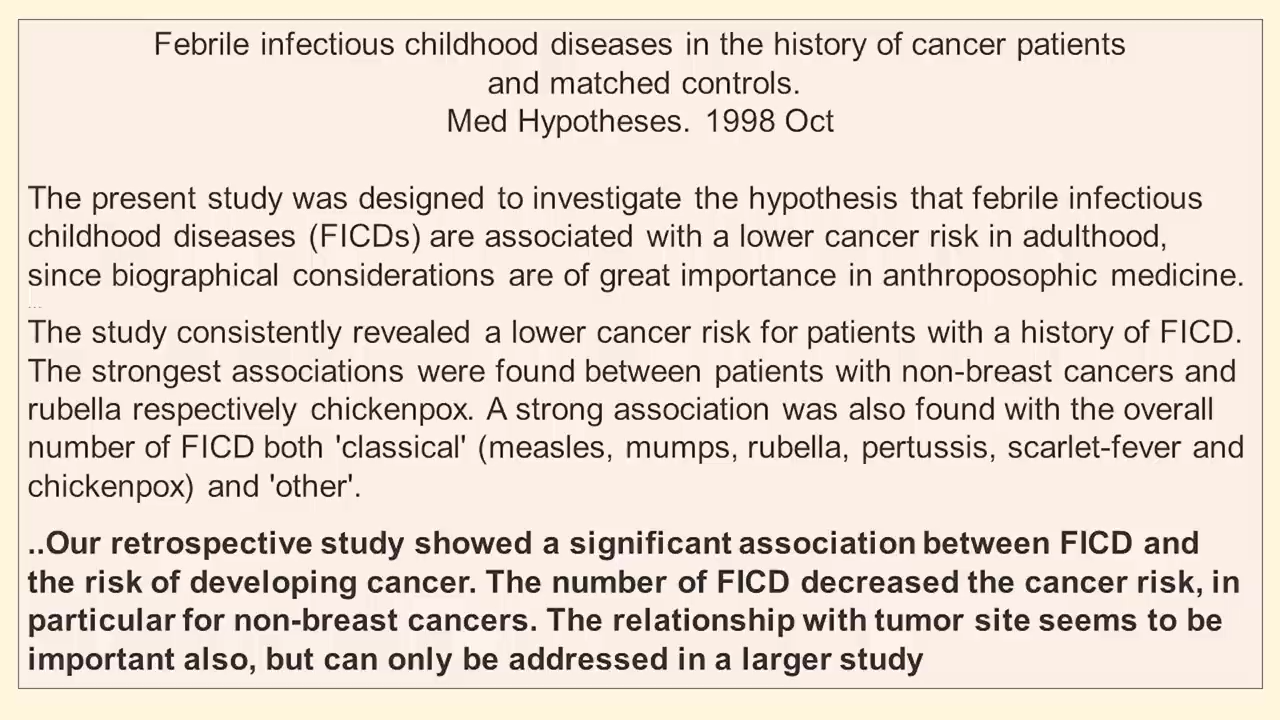 Febrile infectious childhood diseases in the history of cancer patients
and matched controls.
Med Hypotheses. 1998 Oct
The present study was designed to investigate the hypothesis that febrile infectious
childhood diseases (FICDs) are associated with a lower cancer risk in adulthood,
since biographical considerations are of great importance in anthroposophic medicine.
...
The study consistently revealed a lower cancer risk for patients with a history of FICD.
The strongest associations were found between patients with non-breast cancers and
rubella respectively chickenpox. A strong association was also found with the overall
number of FICD both 'classical' (measles, mumps, rubella, pertussis, scarlet-fever and
chickenpox) and 'other'.
..Our retrospective study showed a significant association between FICD and
the risk of developing cancer. The number of FICD decreased the cancer risk, in
particular for non-breast cancers. The relationship with tumor site seems to be
important also, but can only be addressed in a larger study